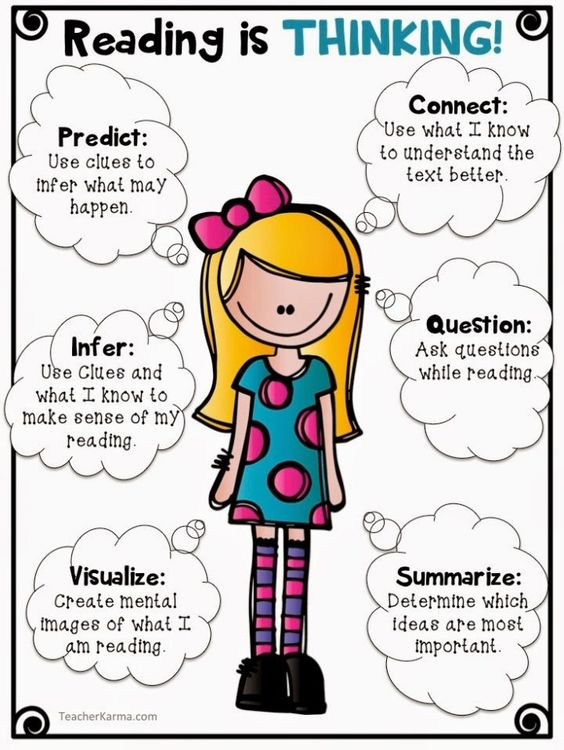 Reading is THINKING!
Predict:
Use clues to
infer what may
happen.
Connect:
Use what I know
to understand the
text better.
Infer:
Use Clues and
what I know to
make sense of my
reading.
Question:
Ask questions
while reading.
Visualize:
Create mental
images of what I
am reading.
Summarize:
Determine which
ideas are most
important.
TeacherKarma.com